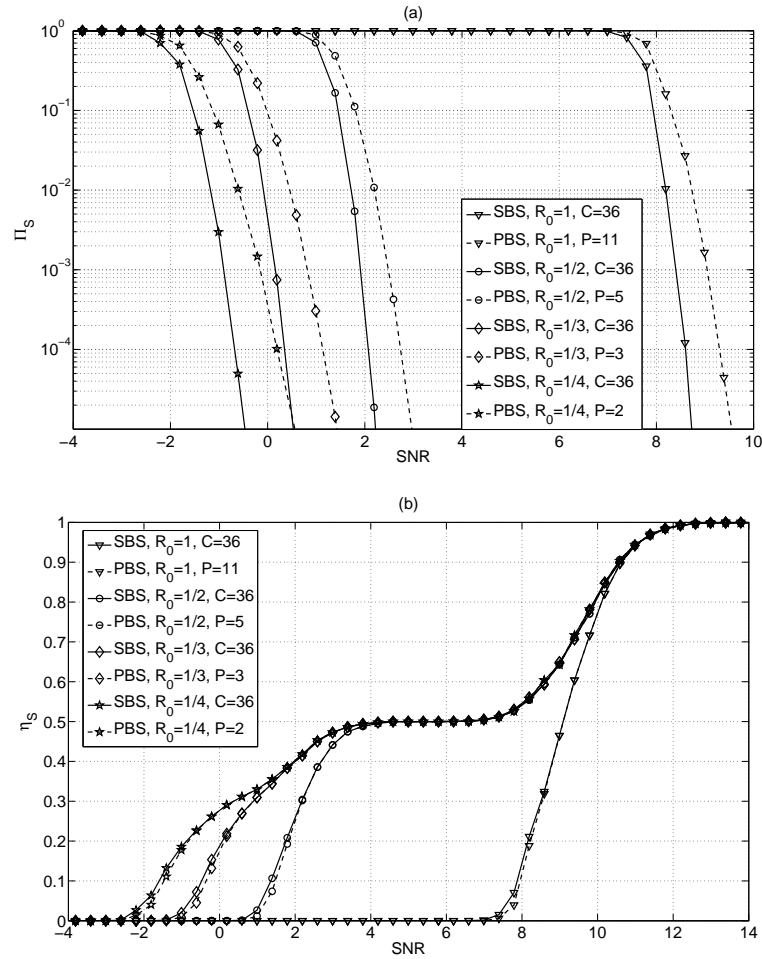 (a)
10^0
10^-1
10^-2
10^-3
10^-4
Π_S
−4 −2 0 2 4 6 8 10
SNR
SBS, R_0=1, C=36
PBS, R_0=1, P=11
SBS, R_0=1/2, C=36
PBS, R_0=1/2, P=5
SBS, R_0=1/3, C=36
PBS, R_0=1/3, P=3
SBS, R_0=1/4, C=36
PBS, R_0=1/4, P=2
(b)
1
0.9
0.8
0.7
0.6
0.5
0.4
0.3
0.2
0.1
0
η_S
−4 −2 0 2 4 6 8 10 12 14
SNR
SBS, R_0=1, C=36
PBS, R_0=1, P=11
SBS, R_0=1/2, C=36
PBS, R_0=1/2, P=5
SBS, R_0=1/3, C=36
PBS, R_0=1/3, P=3
SBS, R_0=1/4, C=36
PBS, R_0=1/4, P=2